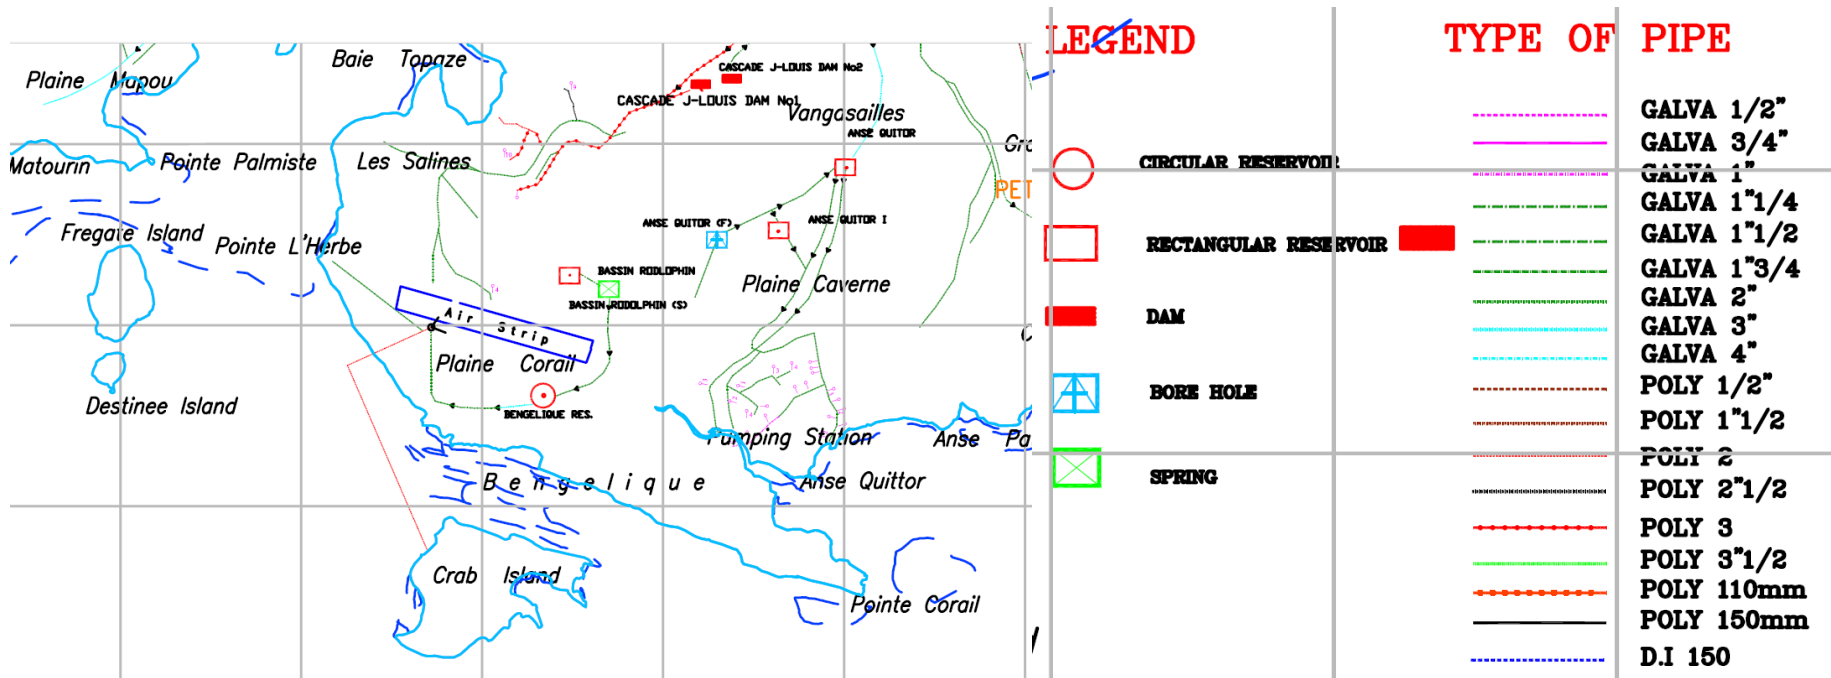 Baie Topaze
Plaine Mapou
CASCADE J-LOUIS DAM No2
CASCADE J-LOUIS DAM No1
Vangasailles
ANSE QUITOR
Matourin
Pointe Palmiste
Les Salines
PET
Fregate Island
Pointe L'Herbe
ANSE QUITOR (F)
ANSE QUITOR I
BASSIN RODLOPHIN
BASSIN RODOLPHIN (S)
Plaine Caverne
Air Strip
Plaine Corail
Destinee Island
BENGELIQUE RES.
Pumping Station
Anse Pa
Bengelique
Anse Quittor
Crab Island
Pointe Corail
LEGEND
CIRCULAR RESERVOIR
RECTANGULAR RESERVOIR
DAM
BORE HOLE
SPRING
TYPE OF PIPE
GALVA 1/2"
GALVA 3/4"
GALVA 1"
GALVA 1"1/4
GALVA 1"1/2
GALVA 1"3/4
GALVA 2"
GALVA 3"
GALVA 4"
POLY 1/2"
POLY 1"1/2
POLY 2
POLY 2"1/2
POLY 3
POLY 3"1/2
POLY 110mm
POLY 150mm
D.I 150